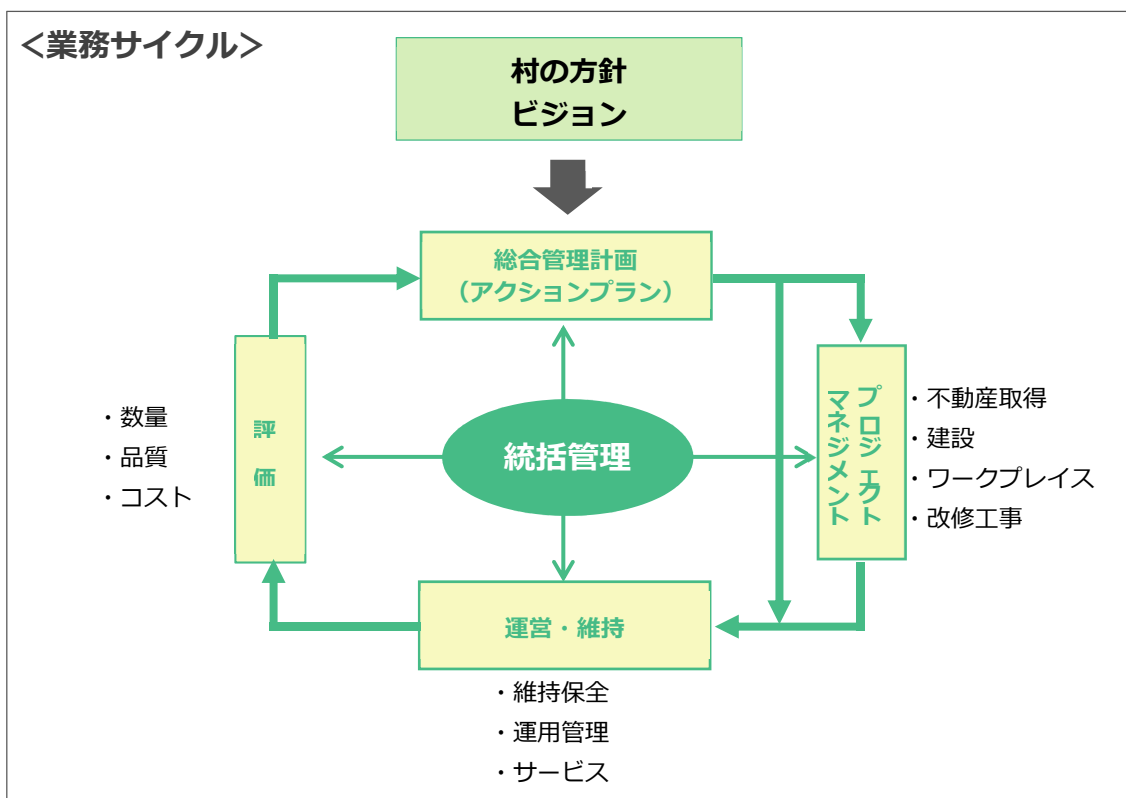 ＜業務サイクル＞
村の方針
ビジョン
総合管理計画
（アクションプラン）
評価
・数量
・品質
・コスト
統括管理
プロジェクト
マネジメント
・不動産取得
・建設
・ワークプレイス
・改修工事
運営・維持
・維持保全
・運用管理
・サービス